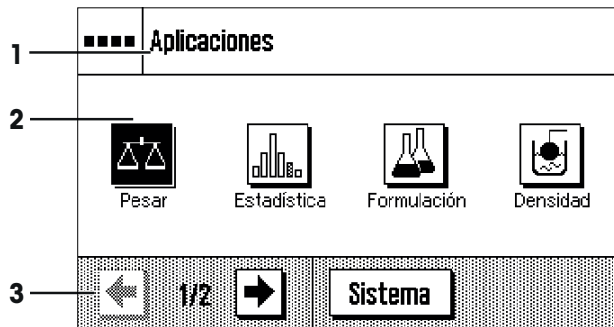 1 Aplicaciones
2
Pesar Estadística Formulación Densidad
3 1/2 Sistema